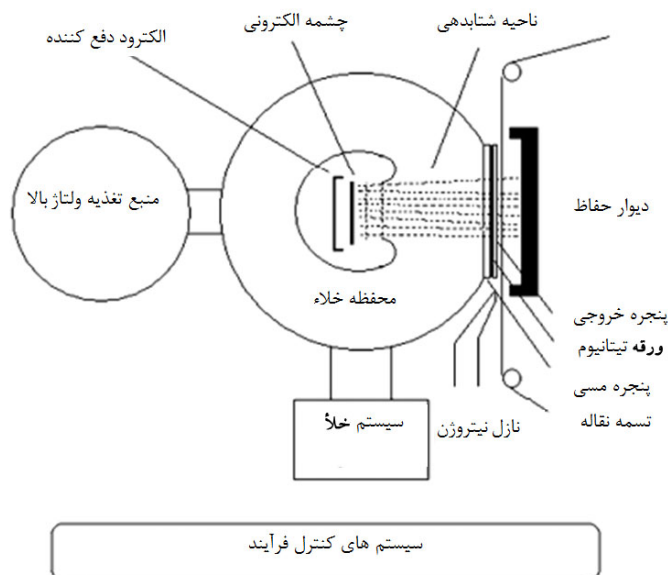 ناحیه شتابدهی
چشمه الکترونی
الکترود دفع کننده
منبع تغذیه ولتاژ بالا
دیوار حفاظ
محفظه خلاء
پنجره خروجی
ورقه تیتانیوم
پنجره مسی
تسمه نقاله
نازل نیتروژن
سیستم خلأ
سیستم های کنترل فرآیند